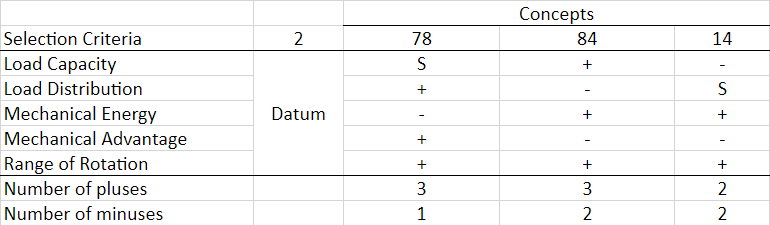 Concepts
Selection Criteria 2 78 84 14
Load Capacity S + -
Load Distribution + - S
Mechanical Energy Datum - + +
Mechanical Advantage + - -
Range of Rotation + + +
Number of pluses 3 3 2
Number of minuses 1 2 2